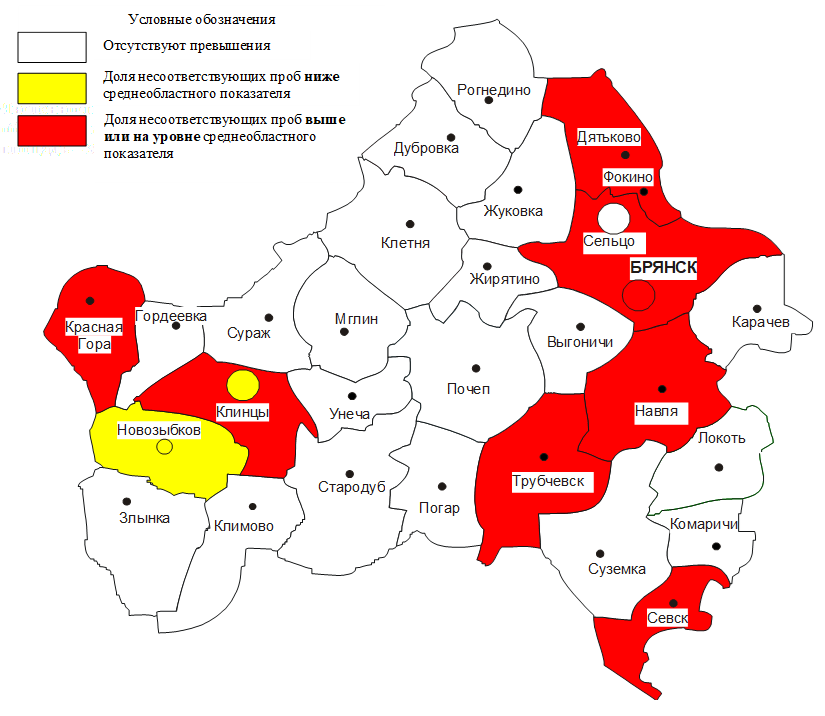 Условные обозначения
Отсутствуют превышения
Доля несоответствующих проб ниже
среднеобластного показателя
Доля несоответствующих проб выше
или на уровне среднеобластного
показателя
Рогнедино
Дятьково
Дубровка
Фокино
Жуковка
Клетня
Сельцо
БРЯНСК
Жирятино
Гордеевка
Красная
Гора
Сураж
Мглин
Карачев
Выгоничи
Почеп
Клинцы
Унеча
Навля
Новозыбков
Локоть
Трубчевск
Стародуб
Погар
Злынка
Климово
Комаричи
Суземка
Севск